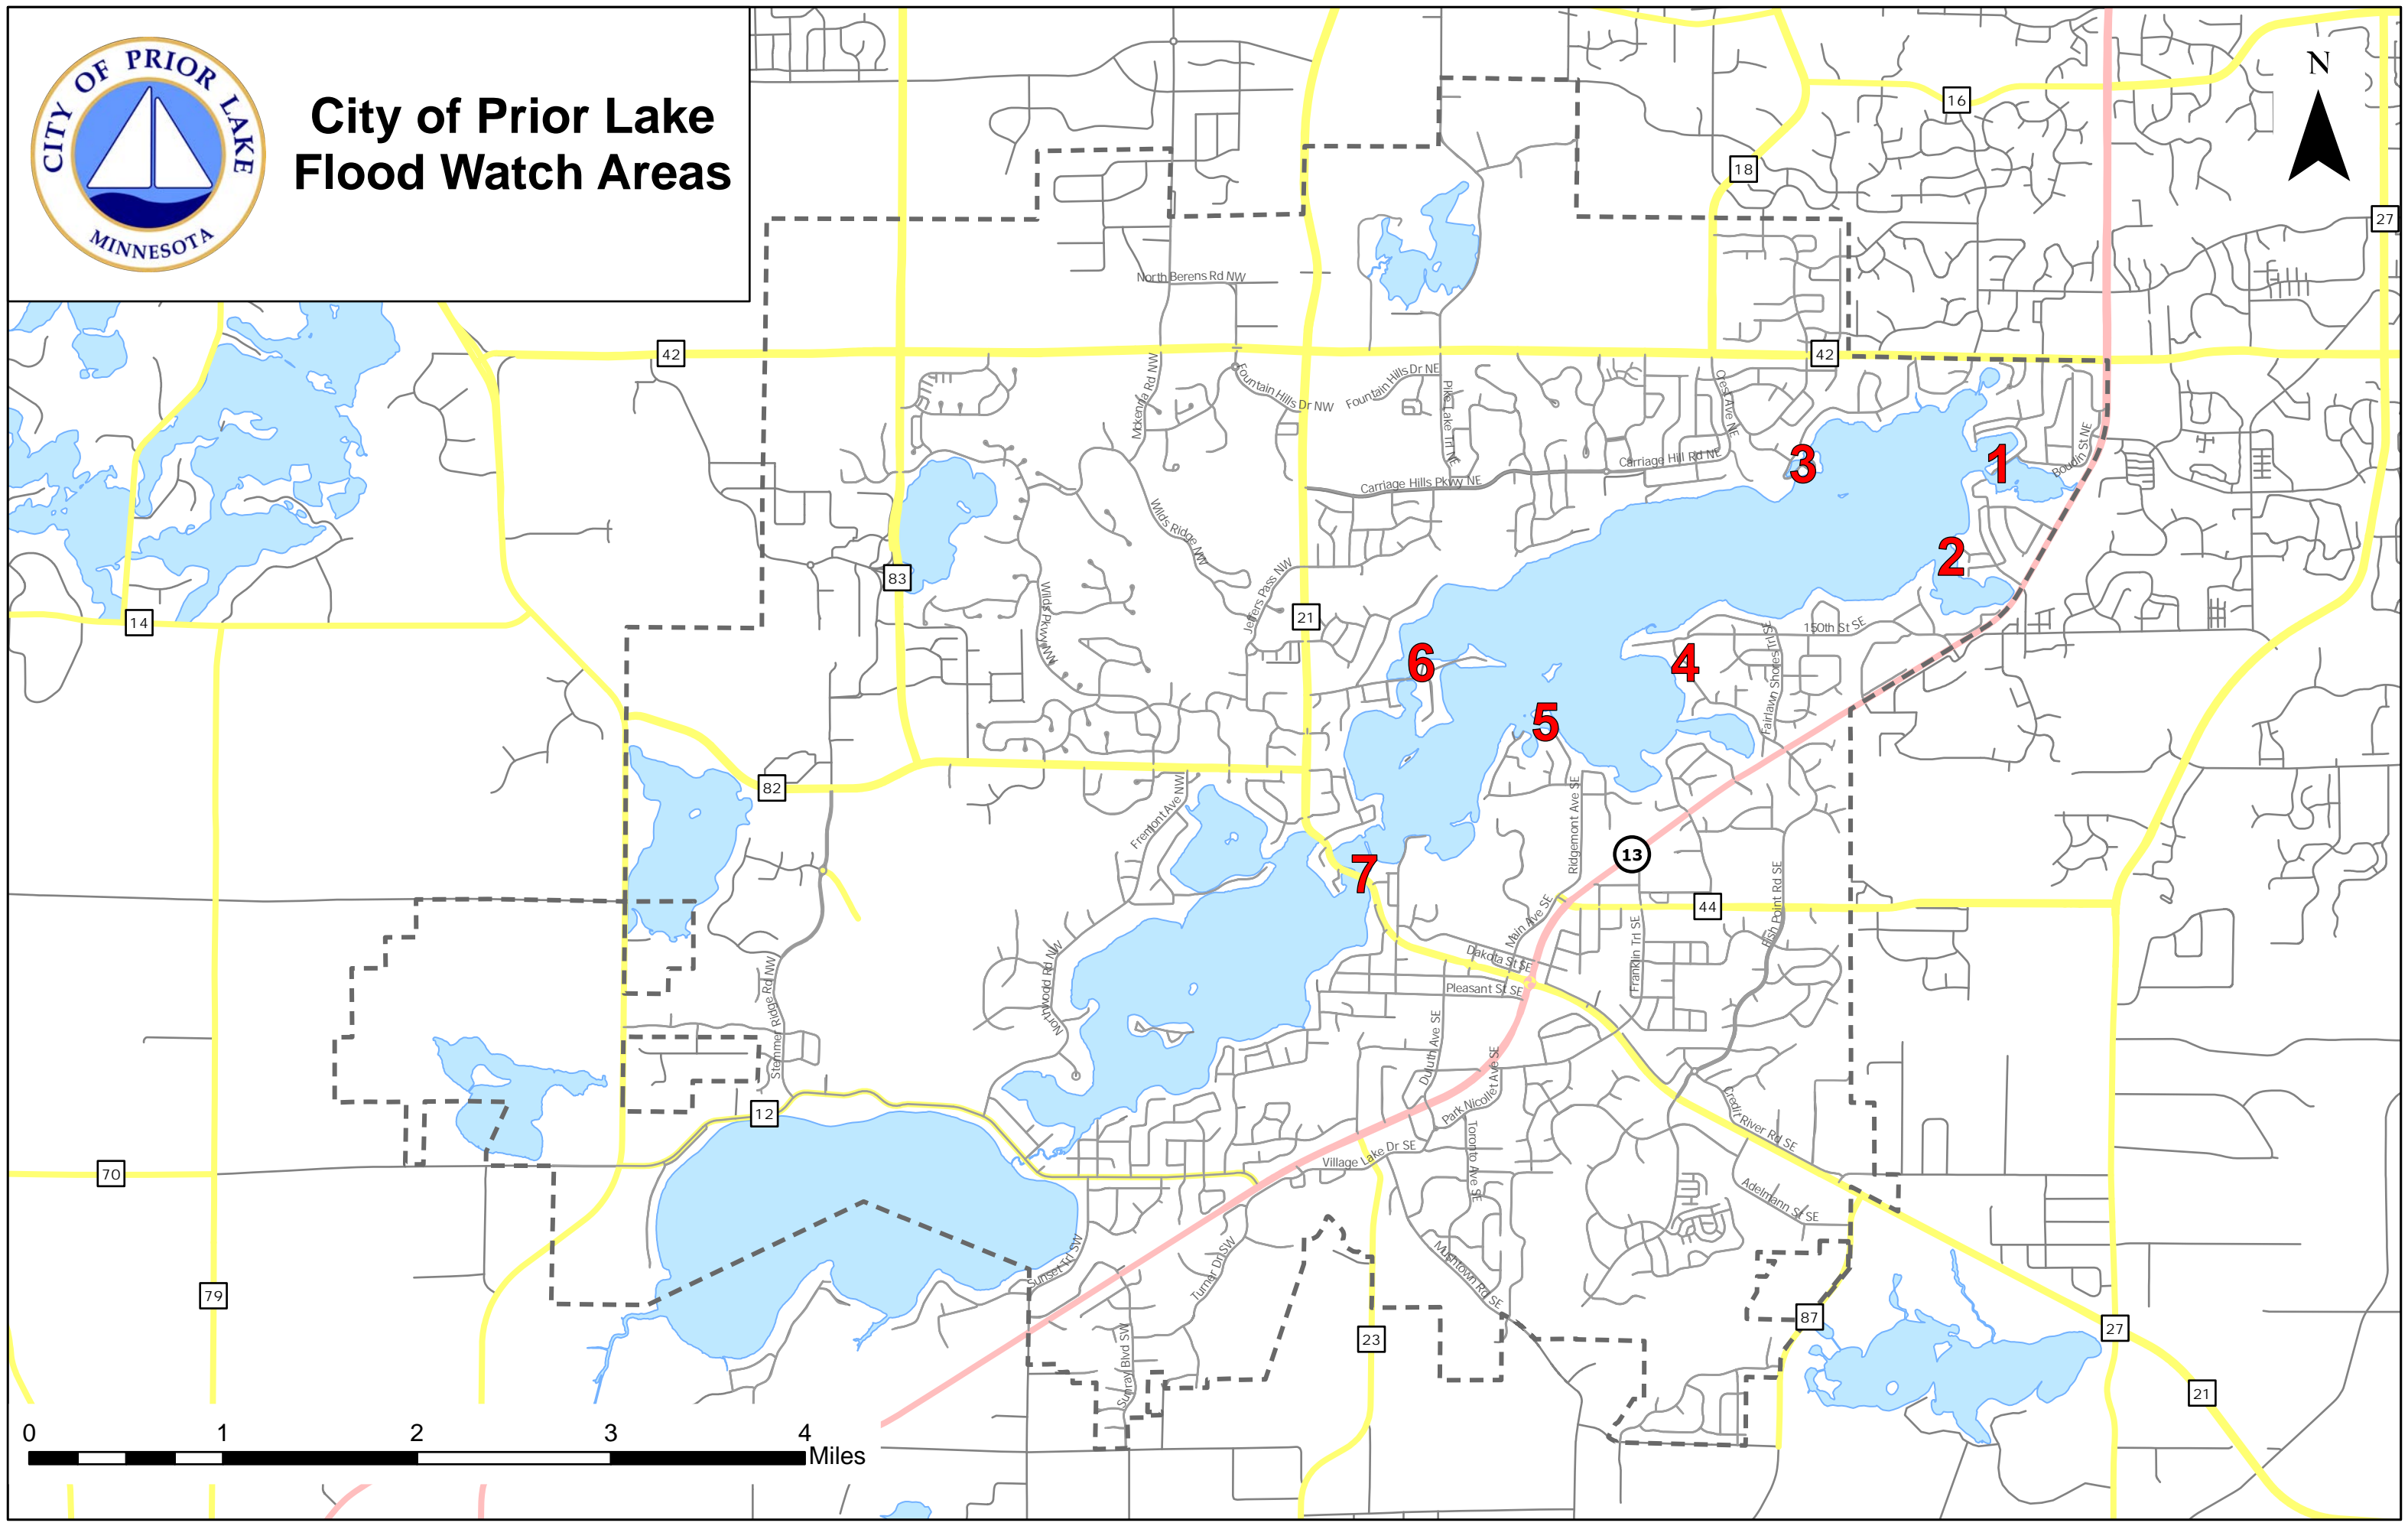 CITY OF PRIOR LAKE
MINNESOTA
City of Prior Lake
Flood Watch Areas
N
16
18
27
North Berens Rd NW
42
42
Mckenna Rd NW
Fountain Hills Dr NW
Fountain Hills Dr NE
Pike Lake Trl NE
Crest Ave NE
Carriage Hill Rd NE
Carriage Hills Pkwy NE
Boudin St NE
3
1
2
Wilds Ridge NW
Wilds Pkwy NW
Jeffers Pass NW
83
21
14
150th St SE
Fairlawn Shores Trl SE
6
4
5
82
Fremont Ave NW
Ridgemont Ave SE
7
13
44
Main Ave SE
Fish Point Rd SE
Franklin Trl SE
Dakota St SE
Pleasant St SE
Northwood Rd NW
Stemmer Ridge Rd NW
Duluth Ave SE
Park Nicollet Ave SE
12
Credit River Rd SE
Village Lake Dr SE
Toronto Ave SE
70
Adelmann St SE
Sunset Trl SW
Turner Dr SW
Mushtown Rd SE
79
87
23
27
Sunray Blvd SW
21
0 1 2 3 4
Miles